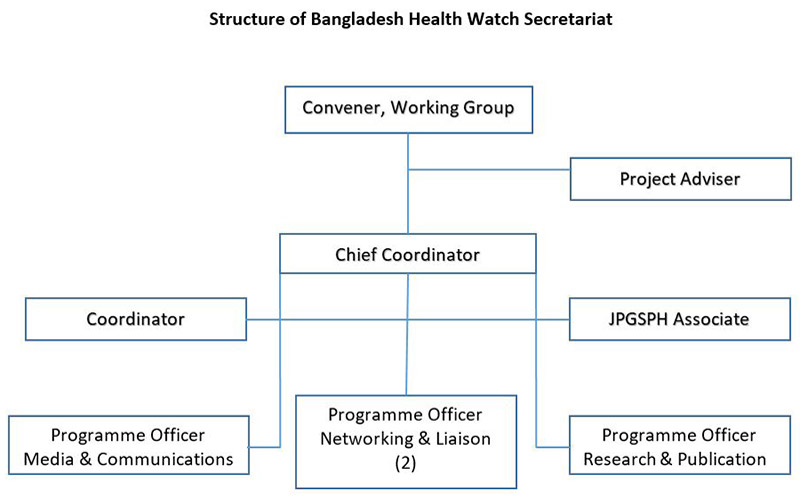 Structure of Bangladesh Health Watch Secretariat
Convener, Working Group
Project Adviser
Chief Coordinator
Coordinator
JPGSPH Associate
Programme Officer
Media & Communications
Programme Officer
Networking & Liaison
(2)
Programme Officer
Research & Publication